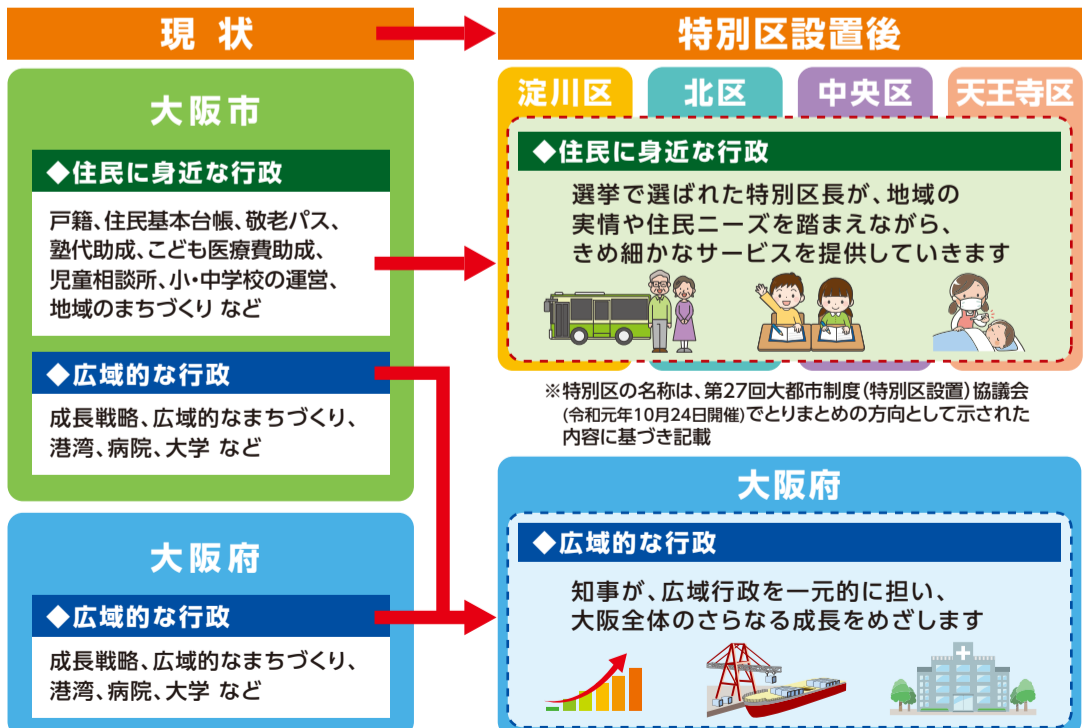 現 状
特別区設置後
大阪市
◆住民に身近な行政
戸籍、住民基本台帳、敬老パス、
塾代助成、こども医療費助成、
児童相談所、小・中学校の運営、
地域のまちづくり など
◆広域的な行政
成長戦略、広域的なまちづくり、
港湾、病院、大学 など
大阪府
◆広域的な行政
成長戦略、広域的なまちづくり、
港湾、病院、大学 など
淀川区 北区 中央区 天王寺区
◆住民に身近な行政
選挙で選ばれた特別区長が、地域の
実情や住民ニーズを踏まえながら、
きめ細かなサービスを提供していきます
※特別区の名称は、第27回大都市制度(特別区設置)協議会
(令和元年10月24日開催)でとりまとめの方向として示された
内容に基づき記載
大阪府
◆広域的な行政
知事が、広域行政を一元的に担い、
大阪全体のさらなる成長をめざします